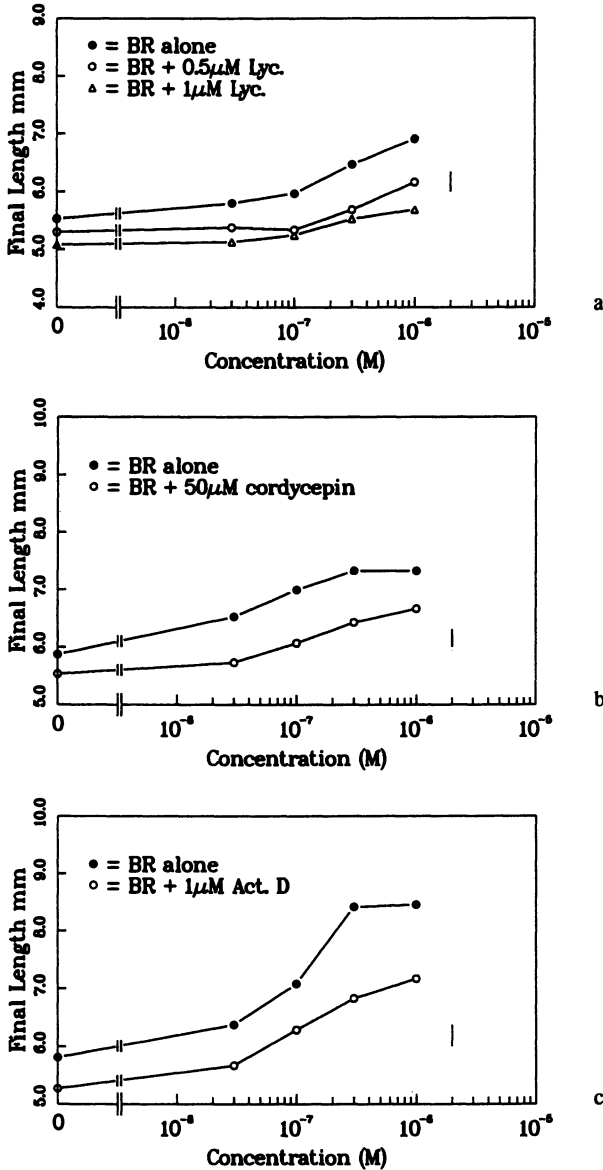 9.0
● = BR alone
○ = BR + 0.5μM Lyc.
△ = BR + 1μM Lyc.
7.0
6.0
5.0
4.0
Final Length mm
0
10⁻⁸
10⁻⁷
10⁻⁶
10⁻⁵
Concentration (M)
a
10.0
9.0
8.0
7.0
6.0
5.0
Final Length mm
● = BR alone
○ = BR + 50μM cordycepin
0
10⁻⁸
10⁻⁷
10⁻⁶
10⁻⁵
Concentration (M)
b
10.0
9.0
8.0
7.0
6.0
5.0
Final Length mm
● = BR alone
○ = BR + 1μM Act. D
0
10⁻⁸
10⁻⁷
10⁻⁶
10⁻⁵
Concentration (M)
c